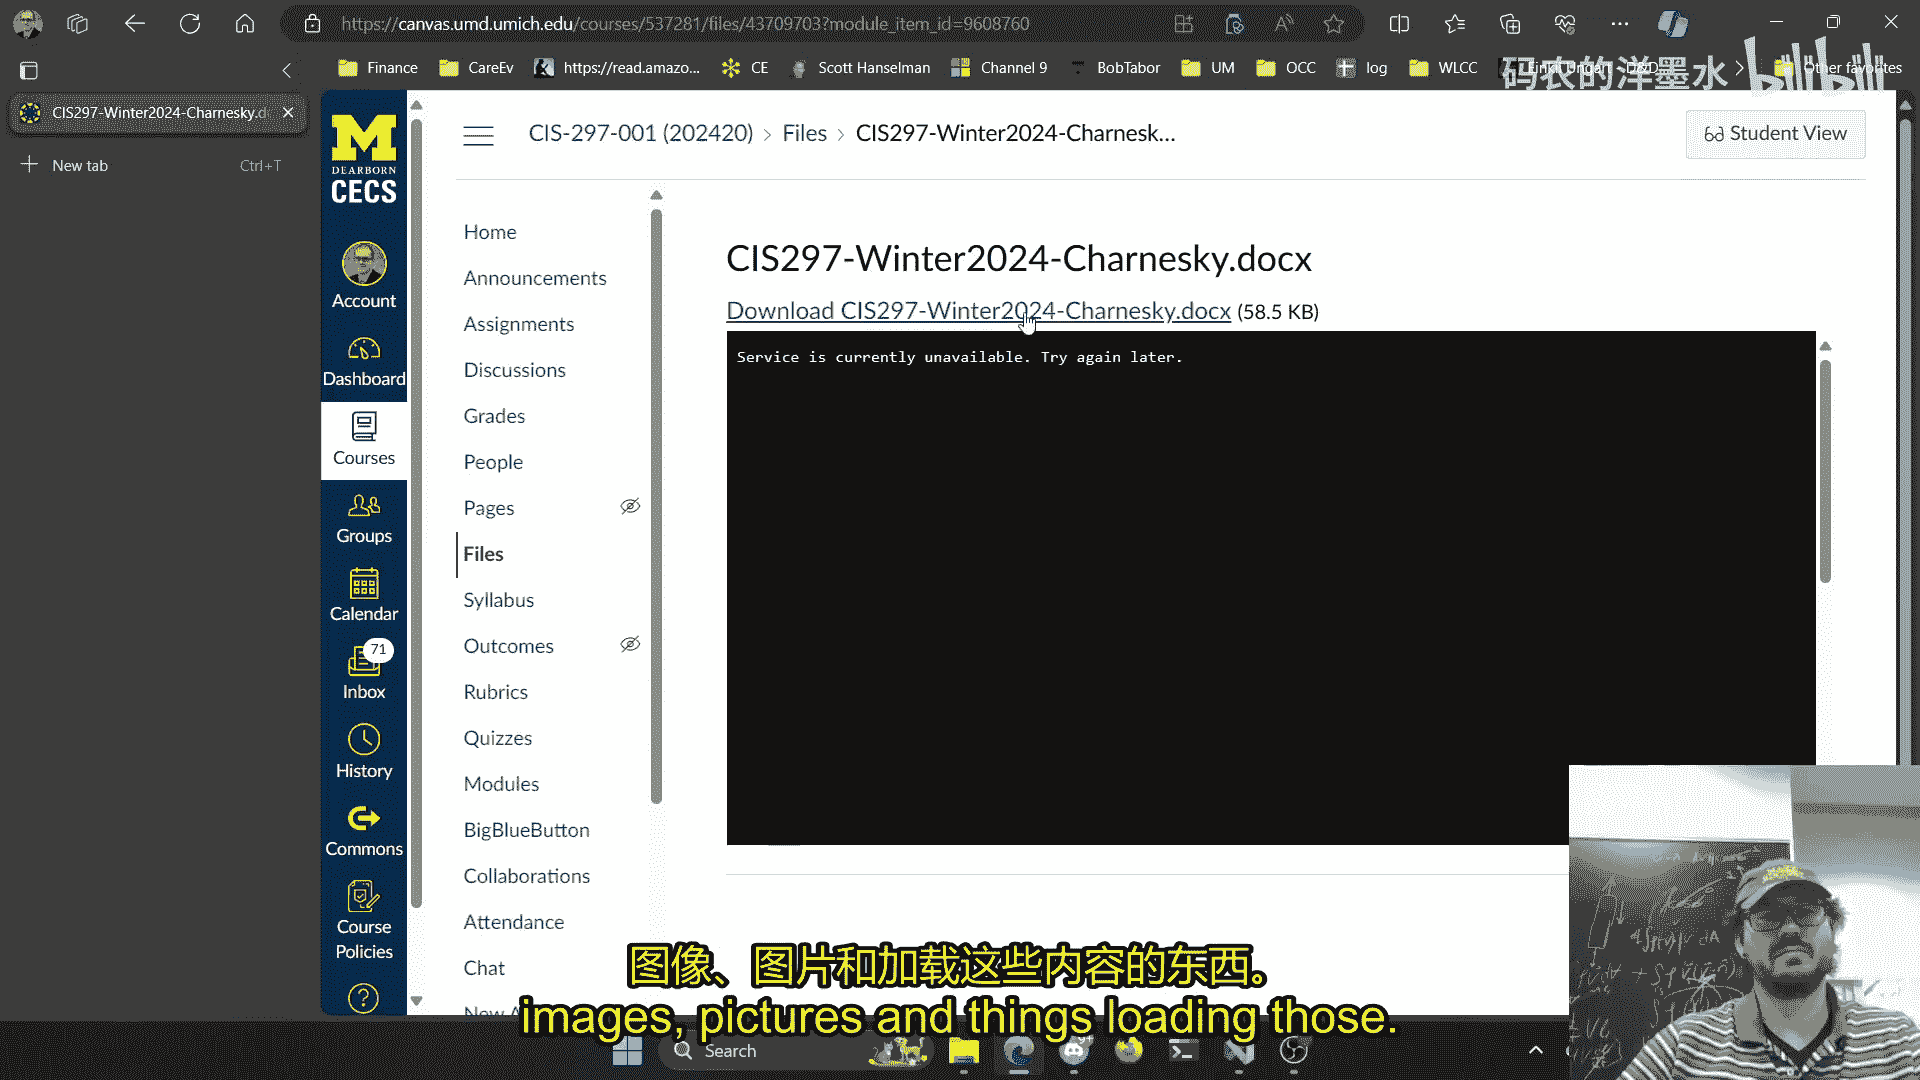 https://canvas.umd.umich.edu/courses/537281/files/43709703?module_item_id=9608760
Finance
CareEv
https://read.amazo...
CE
Scott Hanselman
Channel 9
BobTabor
UM
OCC
log
WLCC
Other favorites
码农的洋墨水
bilibili
CIS297-Winter2024-Charnesky.d
New tab
Ctrl+T
M
DEARBORN
CECS
Account
Dashboard
Courses
Groups
Calendar
71
Inbox
History
Commons
Course
Policies
CIS-297-001 (202420) > Files > CIS297-Winter2024-Charnesk...
Student View
Home
Announcements
Assignments
Discussions
Grades
People
Pages
Files
Syllabus
Outcomes
Rubrics
Quizzes
Modules
BigBlueButton
Collaborations
Attendance
Chat
CIS297-Winter2024-Charnesky.docx
Download CIS297-Winter2024-Charnesky.docx (58.5 KB)
Service is currently unavailable. Try again later.
图像、图片和加载这些内容的东西。
images, pictures and things loading those.
Search